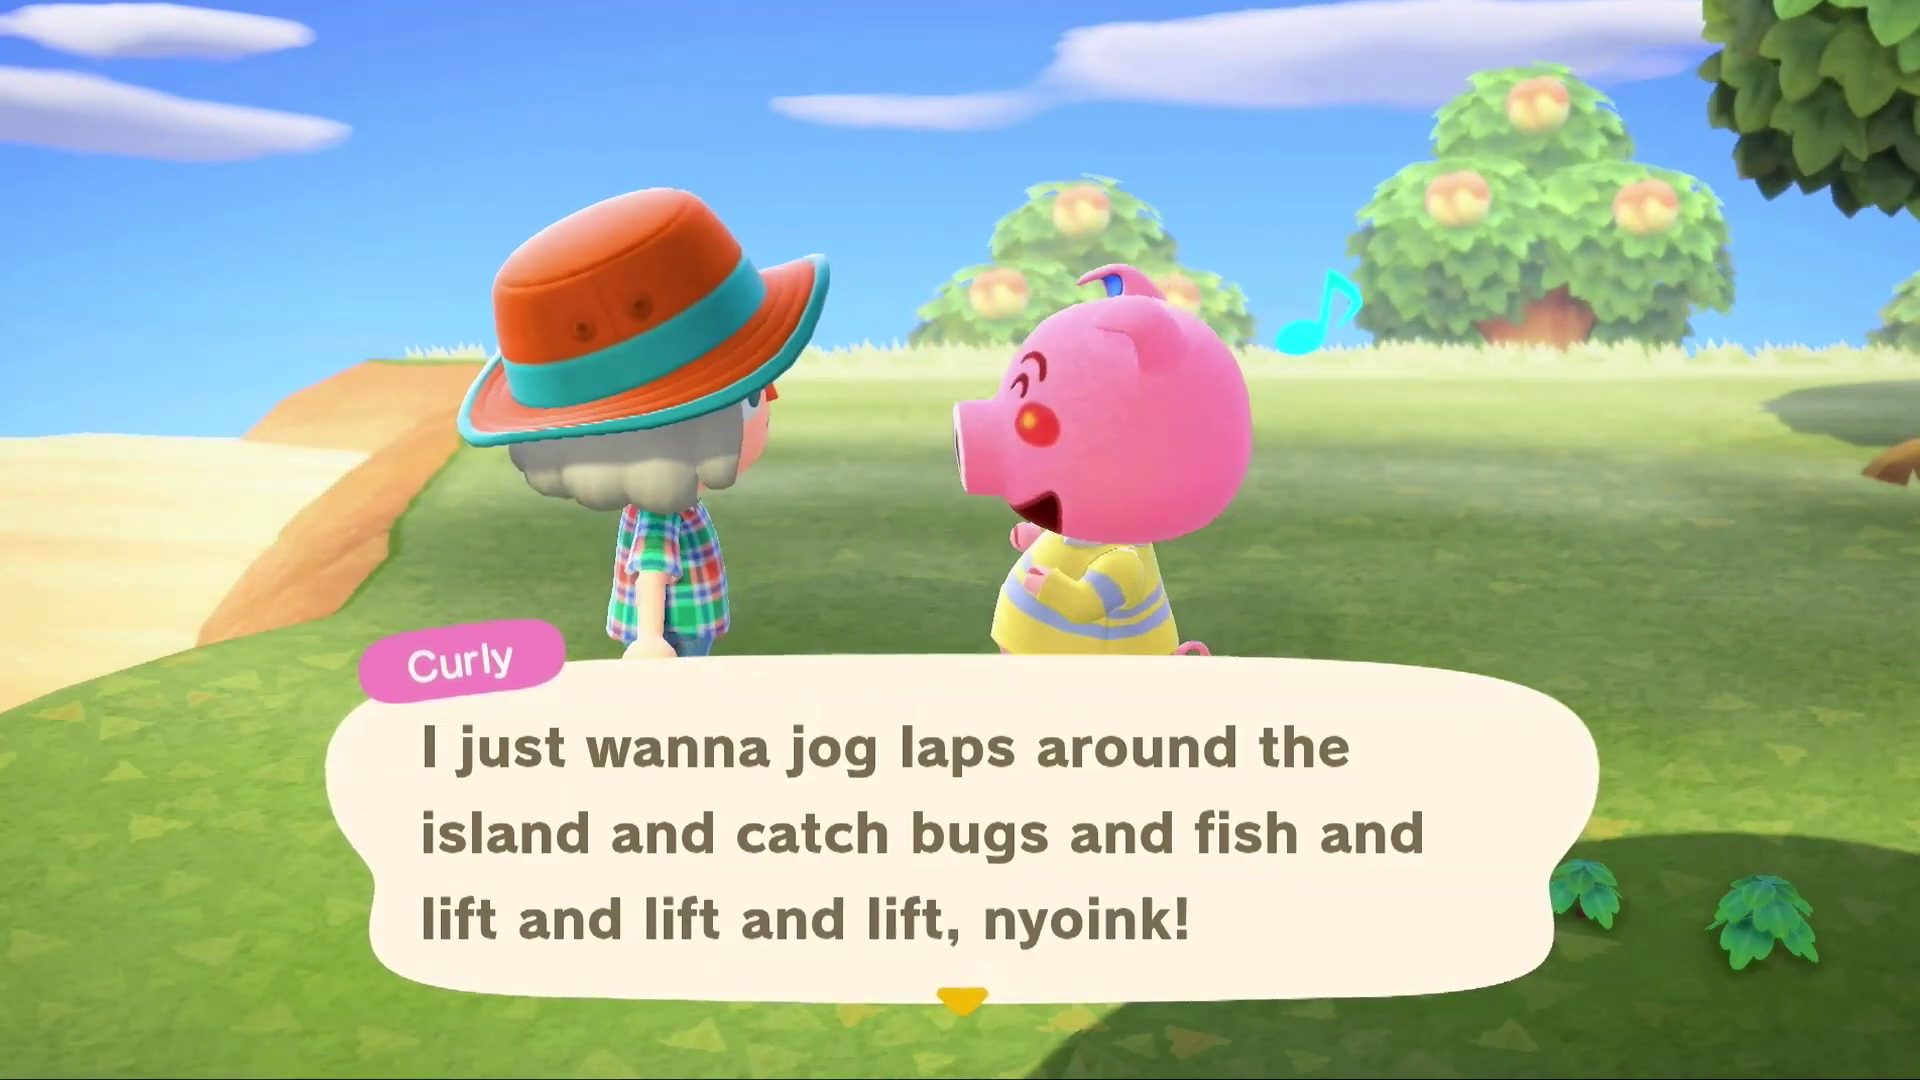 Curly
I just wanna jog laps around the
island and catch bugs and fish and
lift and lift and lift, nyoink!